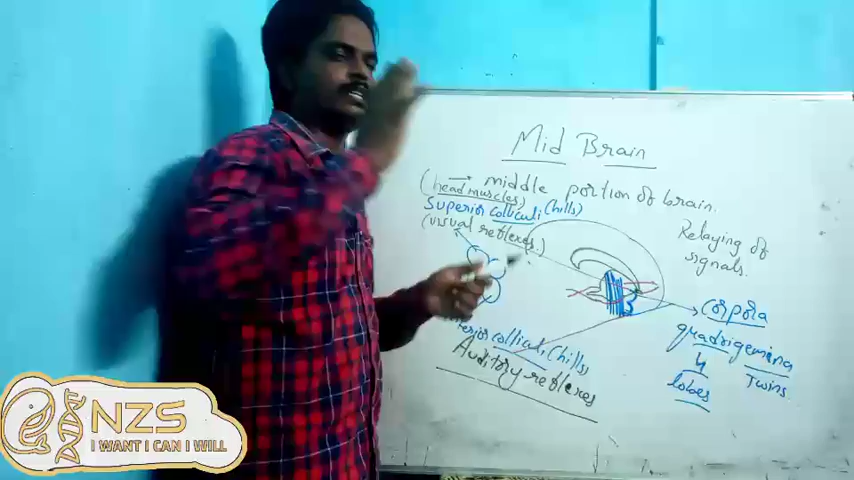 Mid Brain
→ middle portion of brain.
(head muscles)
Superior colliculi (hills)
(visual reflexes.)
Relaying of
signals.
Corpora
quadrigemina
4
lobes
Twins
colliculi (hills)
Auditory reflexes
NZS
I WANT I CAN I WILL